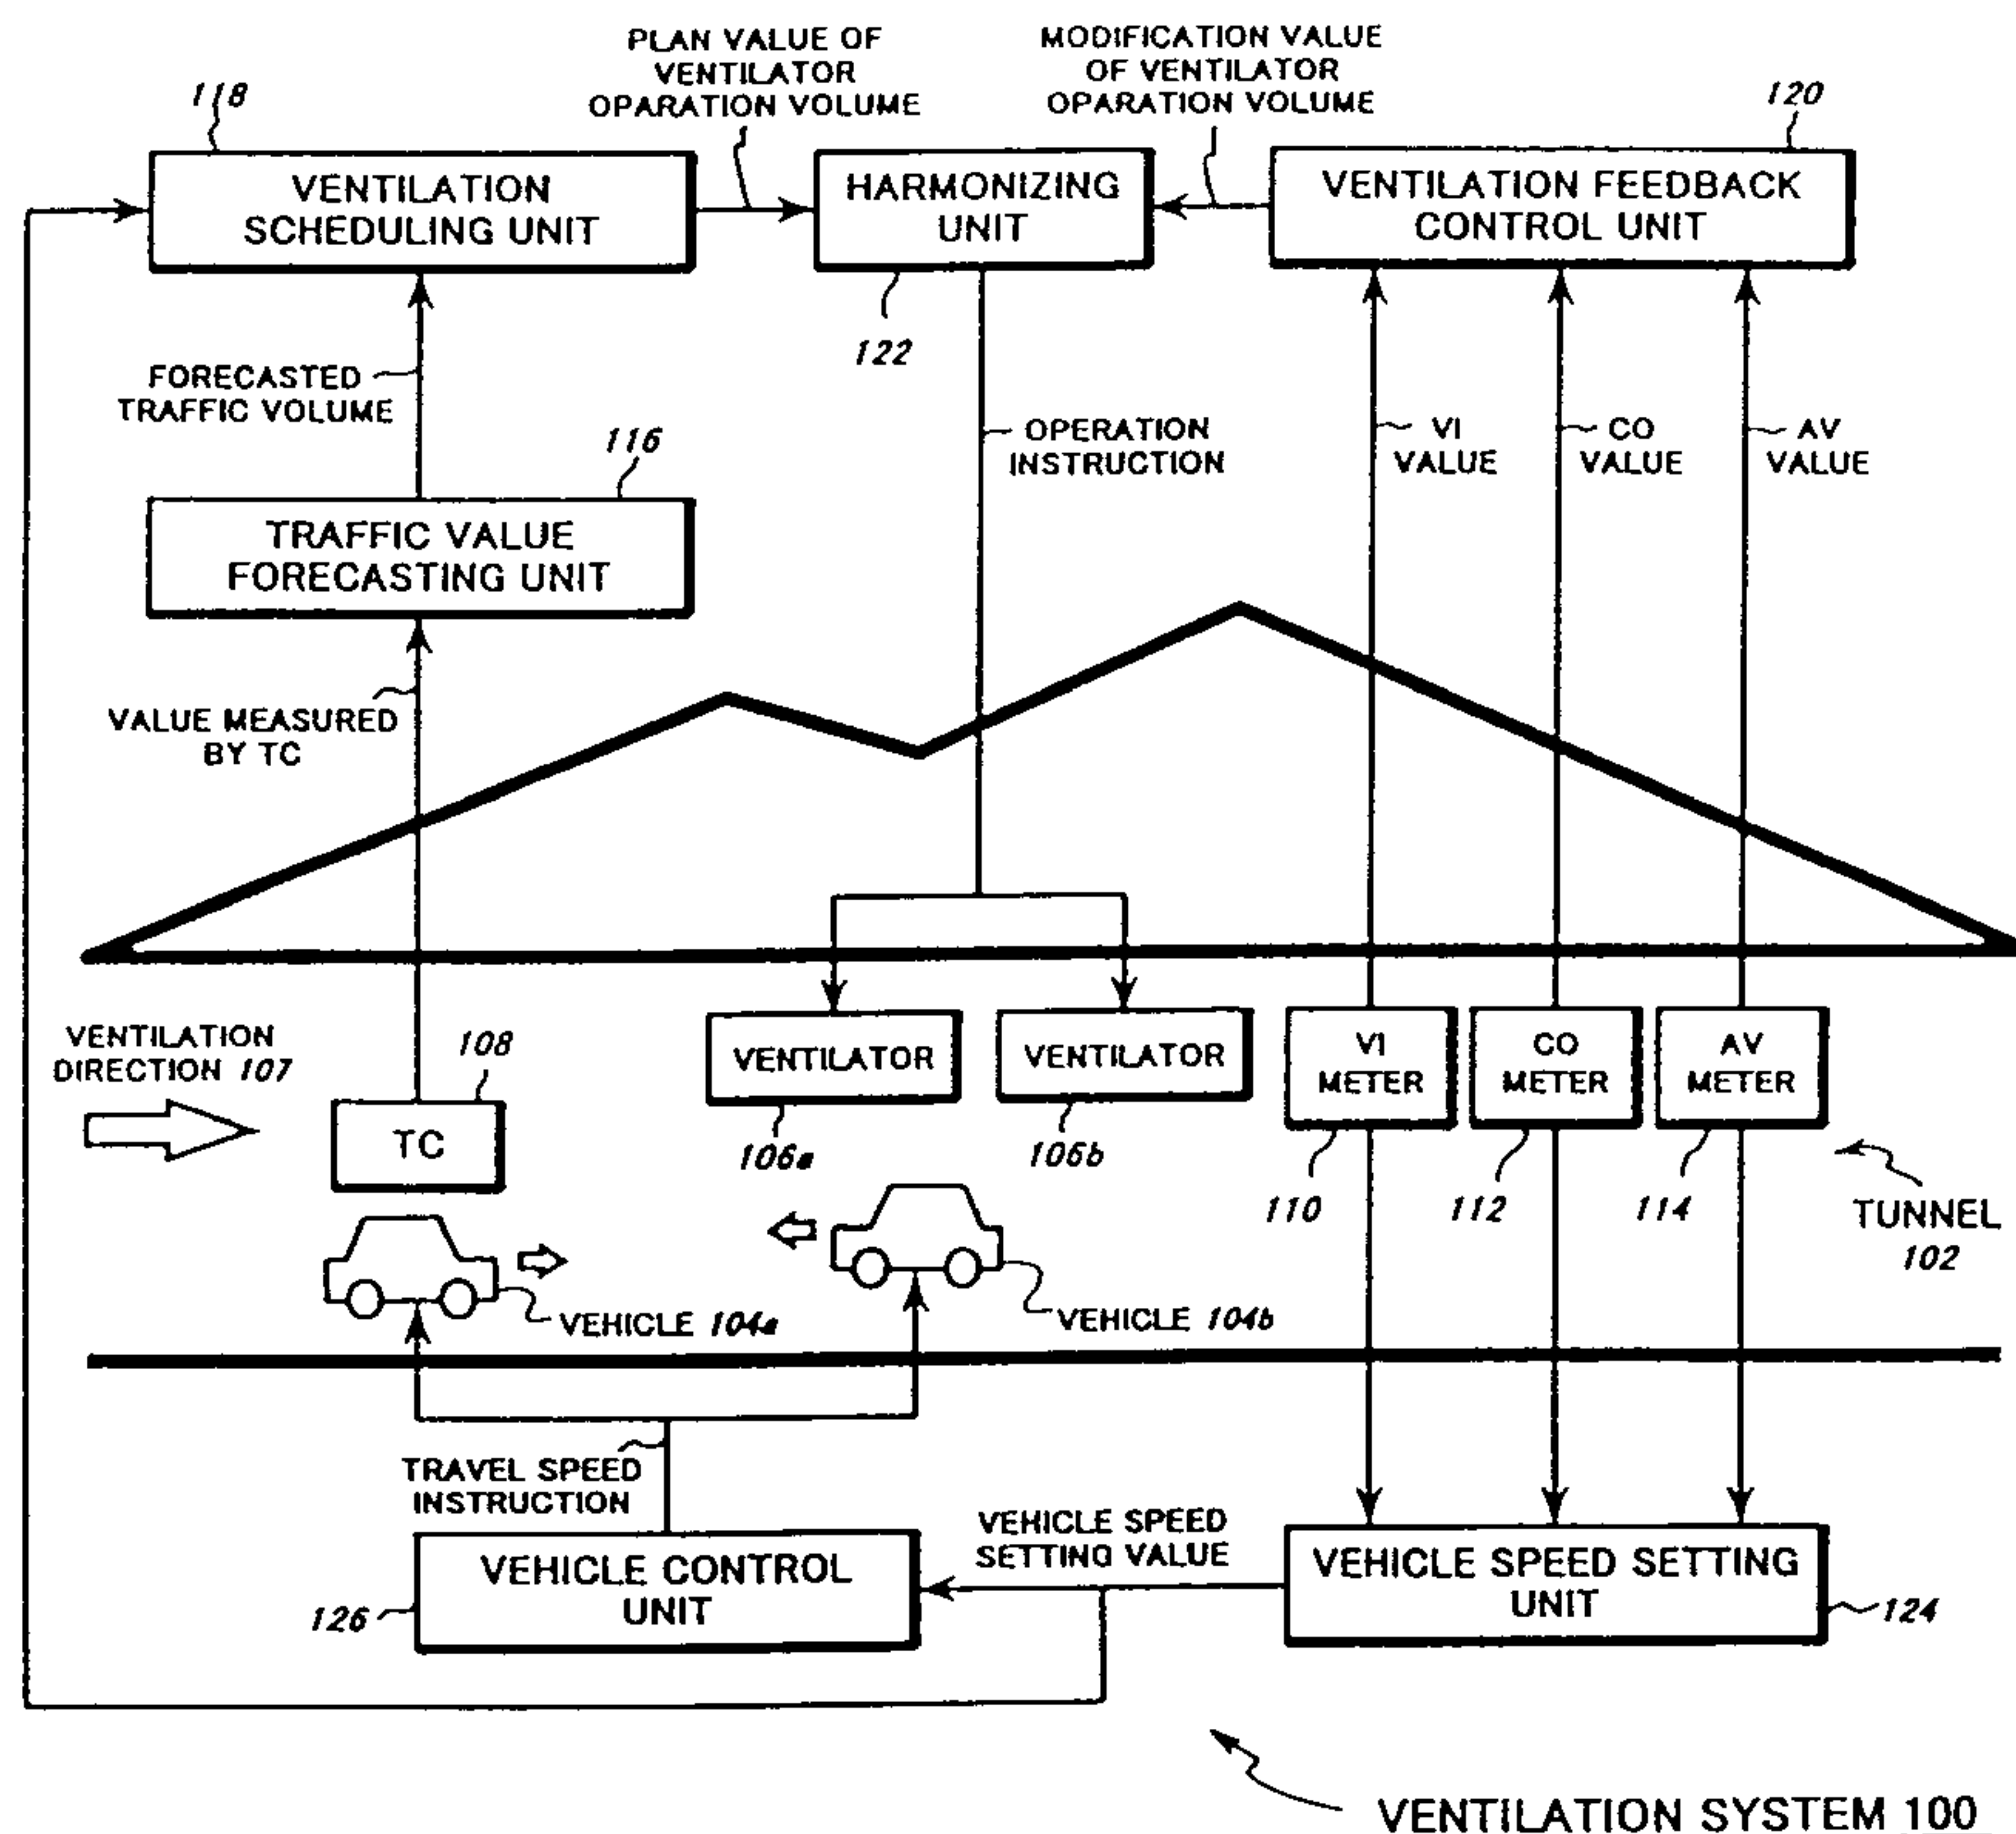 PLAN VALUE OF
VENTILATOR
OPARATION VOLUME
MODIFICATION VALUE
OF VENTILATOR
OPARATION VOLUME
118
120
VENTILATION
SCHEDULING UNIT
HARMONIZING
UNIT
VENTILATION FEEDBACK
CONTROL UNIT
122
FORECASTED
TRAFFIC VOLUME
116
OPERATION
INSTRUCTION
VI
VALUE
CO
VALUE
AV
VALUE
TRAFFIC VALUE
FORECASTING UNIT
VALUE MEASURED
BY TC
VENTILATION
DIRECTION 107
108
TC
VENTILATOR
VENTILATOR
VI
METER
CO
METER
AV
METER
106a
106b
110
112
114
TUNNEL
102
VEHICLE 104a
VEHICLE 104b
TRAVEL SPEED
INSTRUCTION
VEHICLE SPEED
SETTING VALUE
VEHICLE CONTROL
UNIT
126
VEHICLE SPEED SETTING
UNIT
124
VENTILATION SYSTEM 100